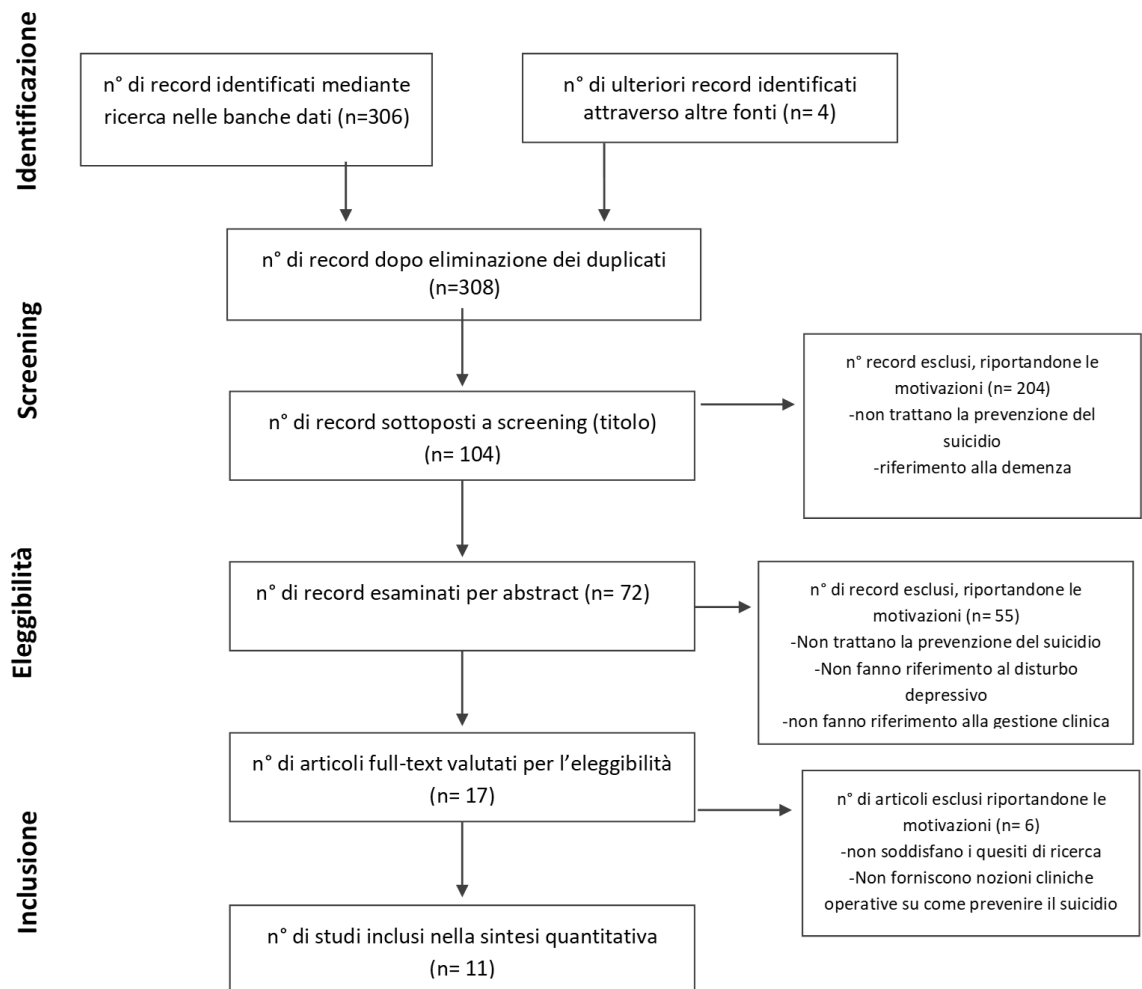 Identificazione
n° di record identificati mediante
ricerca nelle banche dati (n=306)
n° di ulteriori record identificati
attraverso altre fonti (n= 4)
n° di record dopo eliminazione dei duplicati
(n=308)
Screening
n° di record sottoposti a screening (titolo)
(n= 104)
n° record esclusi, riportandone le
motivazioni (n= 204)
-non trattano la prevenzione del
suicidio
-riferimento alla demenza
Eleggibilità
n° di record esaminati per abstract (n= 72)
n° di record esclusi, riportandone le
motivazioni (n= 55)
-Non trattano la prevenzione del suicidio
-Non fanno riferimento al disturbo
depressivo
-non fanno riferimento alla gestione clinica
n° di articoli full-text valutati per l’eleggibilità
(n= 17)
Inclusione
n° di articoli esclusi riportandone le
motivazioni (n= 6)
-non soddisfano i quesiti di ricerca
-Non forniscono nozioni cliniche
operative su come prevenire il suicidio
n° di studi inclusi nella sintesi quantitativa
(n= 11)